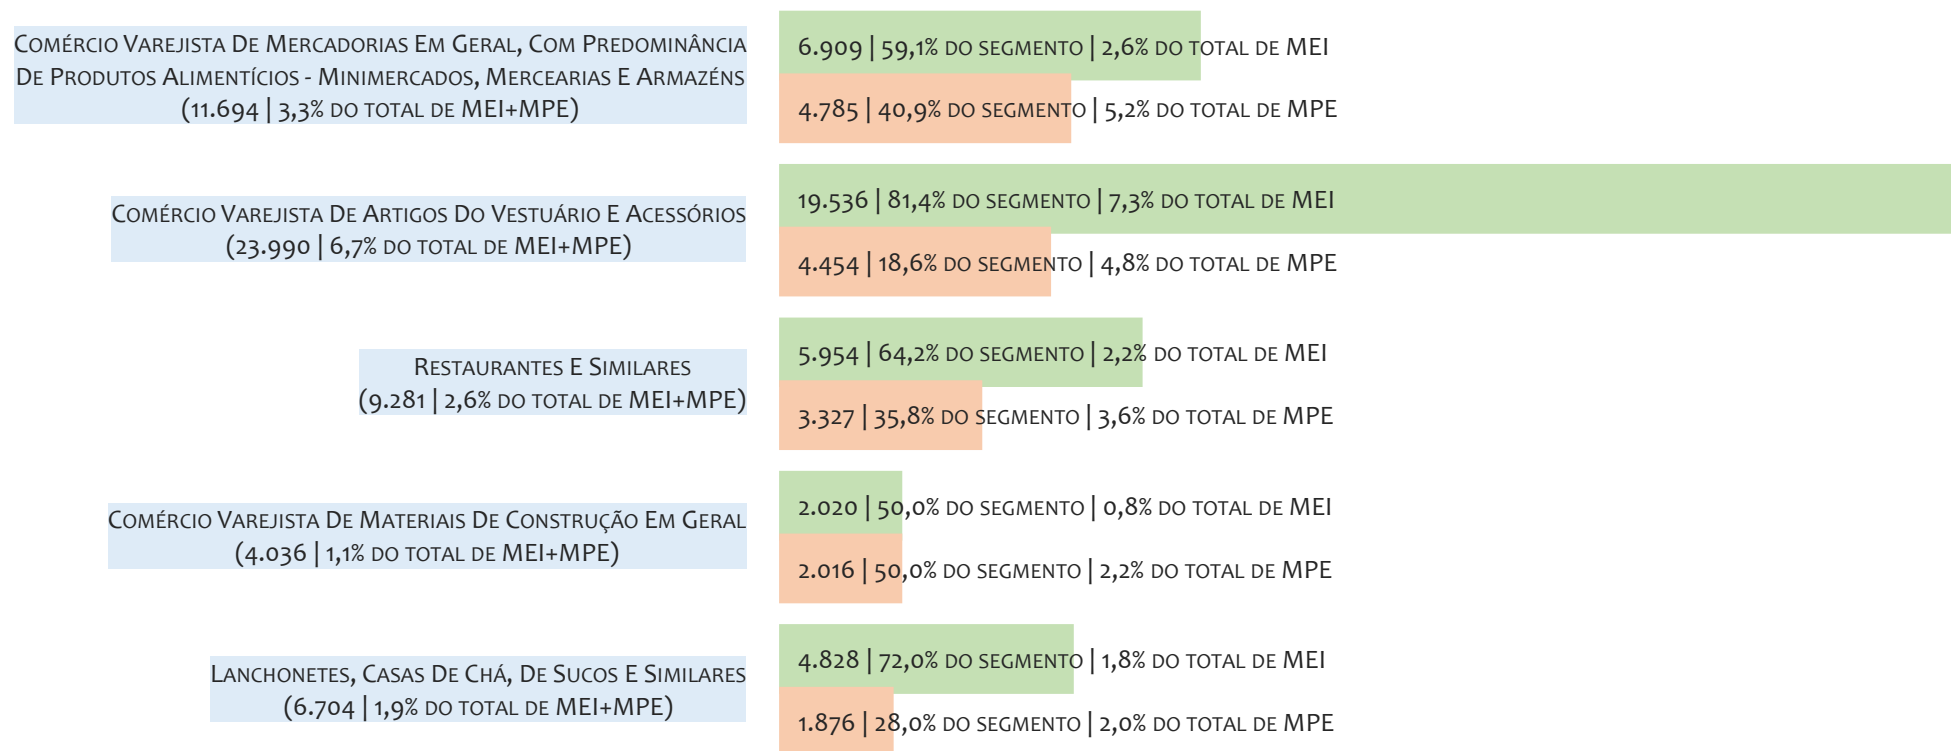 Comércio Varejista De Mercadorias Em Geral, Com Predominância
De Produtos Alimentícios - Minimercados, Mercearias E Armazéns
(11.694 | 3,3% do total de MEI+MPE)
6.909 | 59,1% do segmento | 2,6% do total de MEI
4.785 | 40,9% do segmento | 5,2% do total de MPE
Comércio Varejista De Artigos Do Vestuário E Acessórios
(23.990 | 6,7% do total de MEI+MPE)
19.536 | 81,4% do segmento | 7,3% do total de MEI
4.454 | 18,6% do segmento | 4,8% do total de MPE
Restaurantes E Similares
(9.281 | 2,6% do total de MEI+MPE)
5.954 | 64,2% do segmento | 2,2% do total de MEI
3.327 | 35,8% do segmento | 3,6% do total de MPE
Comércio Varejista De Materiais De Construção Em Geral
(4.036 | 1,1% do total de MEI+MPE)
2.020 | 50,0% do segmento | 0,8% do total de MEI
2.016 | 50,0% do segmento | 2,2% do total de MPE
Lanchonetes, Casas De Chá, De Sucos E Similares
(6.704 | 1,9% do total de MEI+MPE)
4.828 | 72,0% do segmento | 1,8% do total de MEI
1.876 | 28,0% do segmento | 2,0% do total de MPE